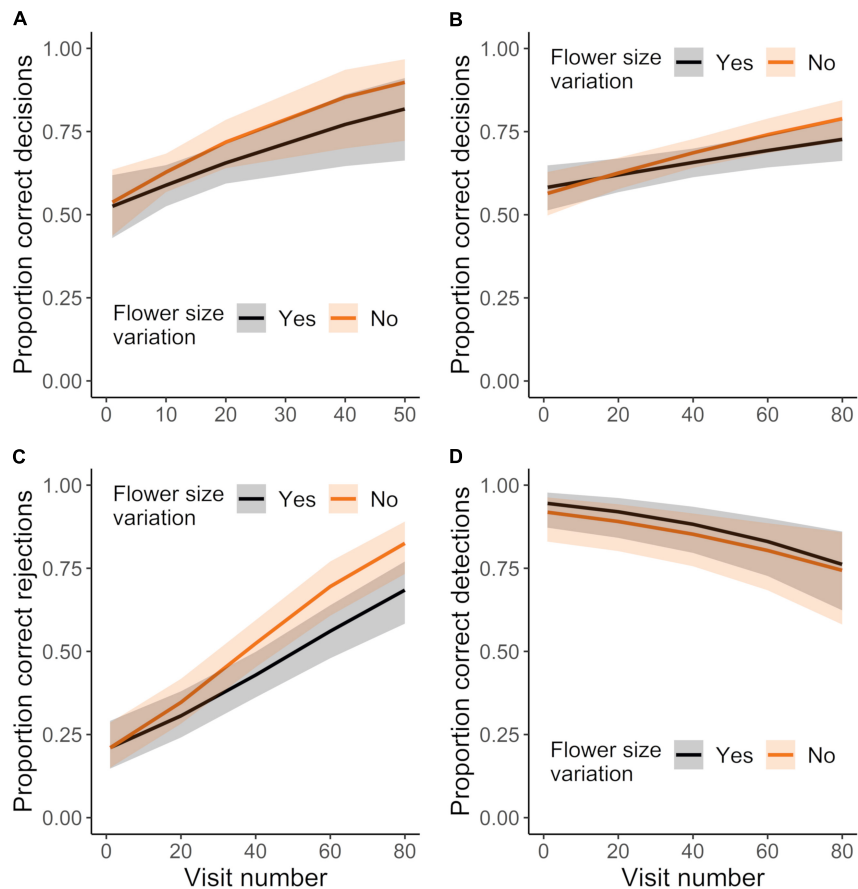 A
Proportion correct decisions
1.00
0.75
0.50
0.25
0.00
Flower size
variation
Yes
No
0 10 20 30 40 50
B
Proportion correct decisions
1.00
0.75
0.50
0.25
0.00
Flower size
variation
Yes
No
0 20 40 60 80
C
Proportion correct rejections
1.00
0.75
0.50
0.25
0.00
Flower size
variation
Yes
No
0 20 40 60 80
Visit number
D
Proportion correct detections
1.00
0.75
0.50
0.25
0.00
Flower size
variation
Yes
No
0 20 40 60 80
Visit number